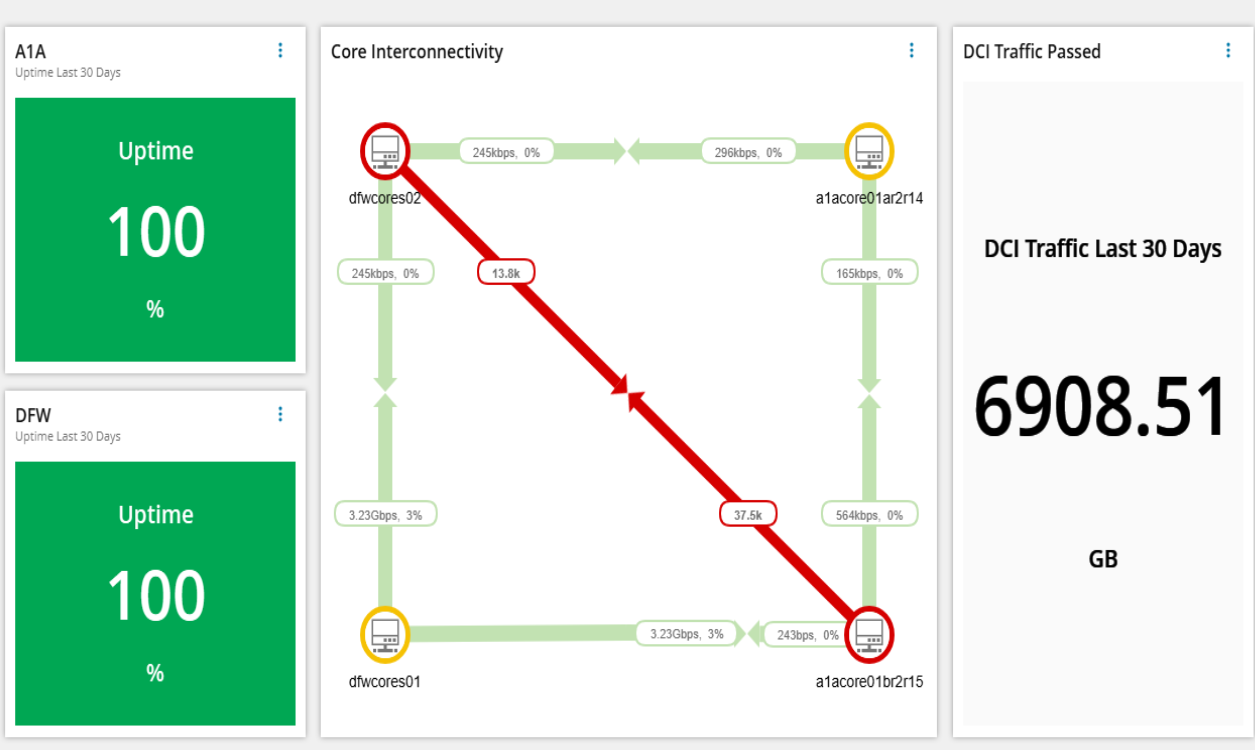 A1A
Uptime Last 30 Days
Uptime
100
%
DFW
Uptime Last 30 Days
Uptime
100
%
Core Interconnectivity
245kbps, 0%
296kbps, 0%
dfwcores02
a1acore01ar2r14
245kbps, 0%
13.8k
165kbps, 0%
3.23Gbps, 3%
37.5k
564kbps, 0%
3.23Gbps, 3%
243bps, 0%
dfwcores01
a1acore01br2r15
DCI Traffic Passed
DCI Traffic Last 30 Days
6908.51
GB